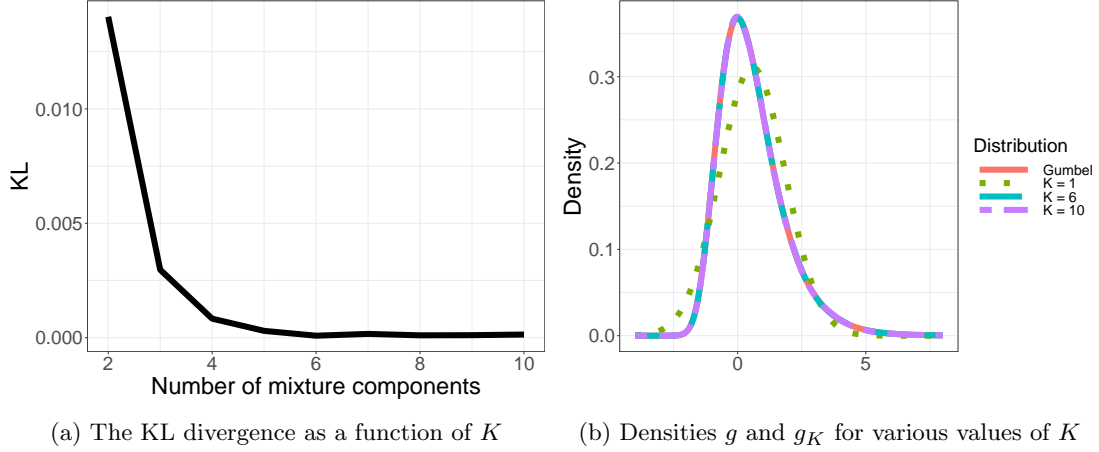 0.010
0.005
0.000
KL
2
4
6
8
10
Number of mixture components
(a) The KL divergence as a function of K
0.3
0.2
0.1
0.0
Density
0
5
Distribution
Gumbel
K = 1
K = 6
K = 10
(b) Densities g and g_K for various values of K